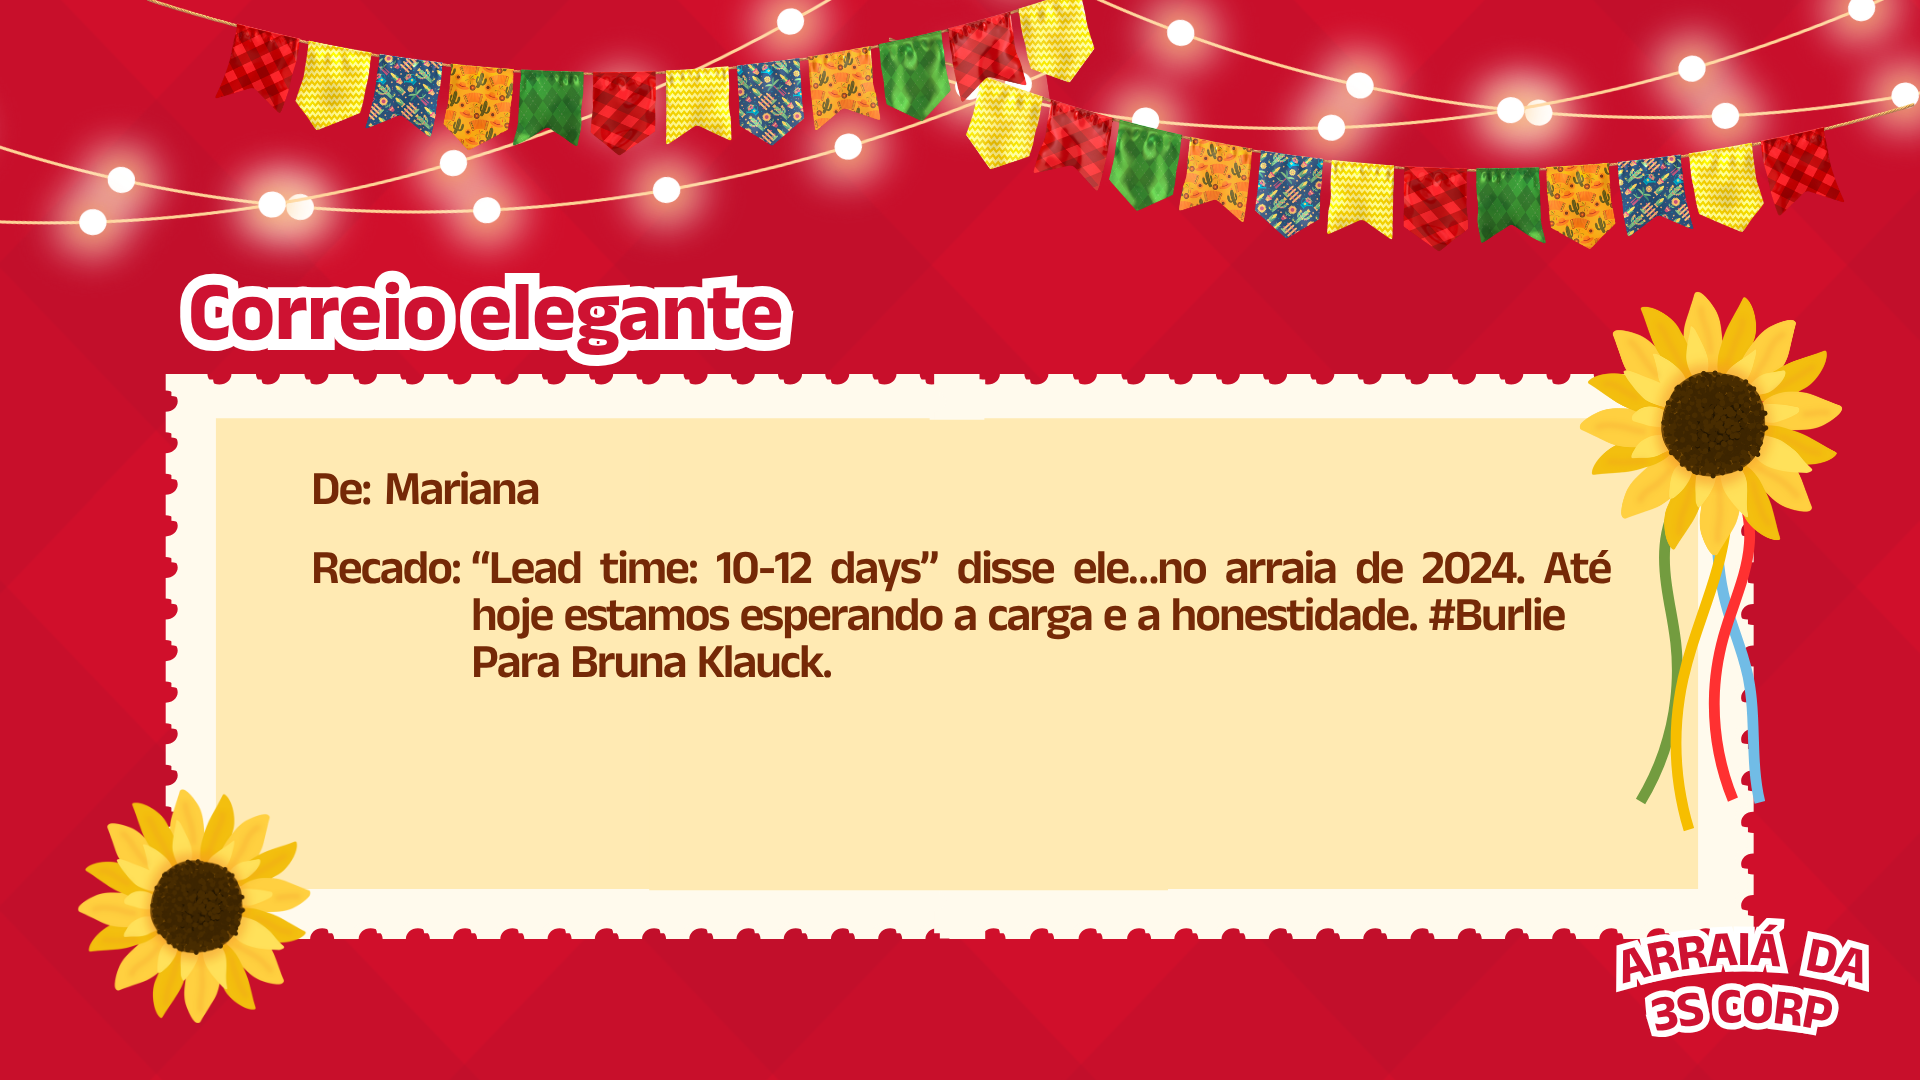 Correio elegante
De: Mariana
Recado: “Lead time: 10-12 days” disse ele...no arraia de 2024. Até
hoje estamos esperando a carga e a honestidade. #Burlie
Para Bruna Klauck.
ARRAIÁ DA
3S CORP